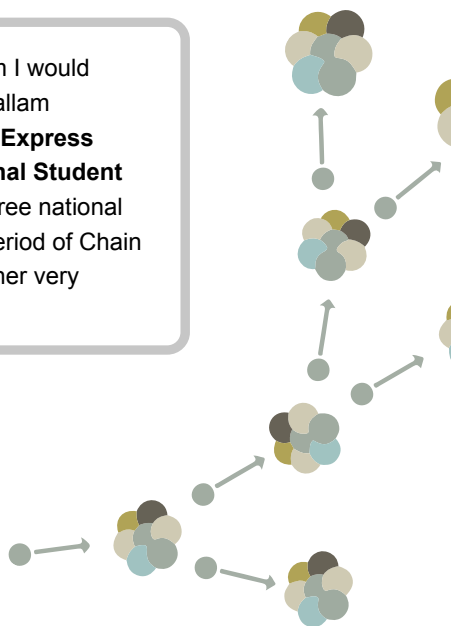 I would
allam
Express
nal Student
ree national
eriod of Chain
her very